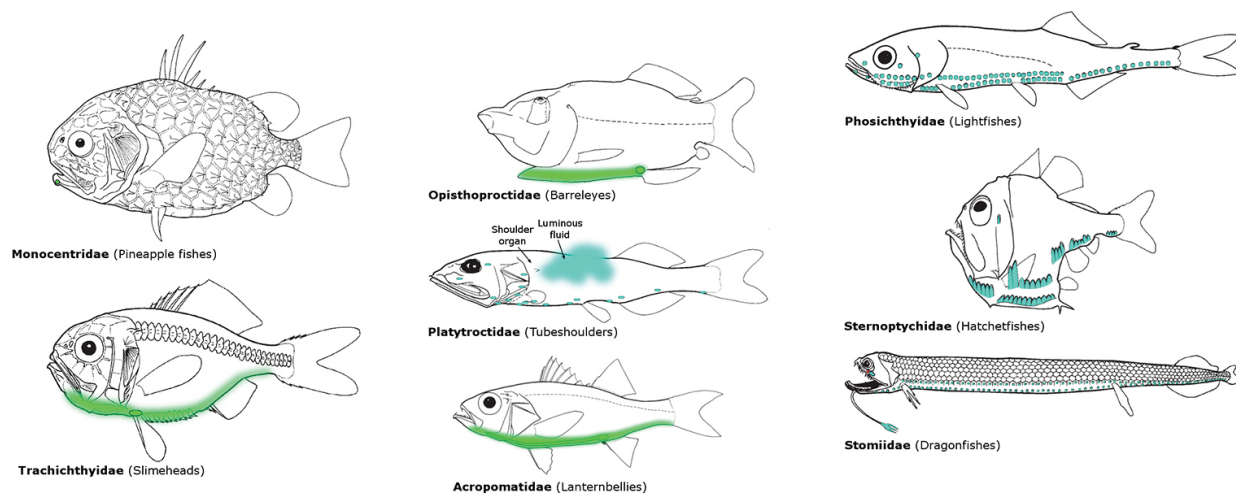 Monocentridae (Pineapple fishes)
Trachichthyidae (Slimeheads)
Opisthoproctidae (Barreleyes)
Shoulder
organ
Luminous
fluid
Platytroctidae (Tubeshoulders)
Acropomatidae (Lanternbellies)
Phosichthyidae (Lightfishes)
Sternoptychidae (Hatchetfishes)
Stomiidae (Dragonfishes)